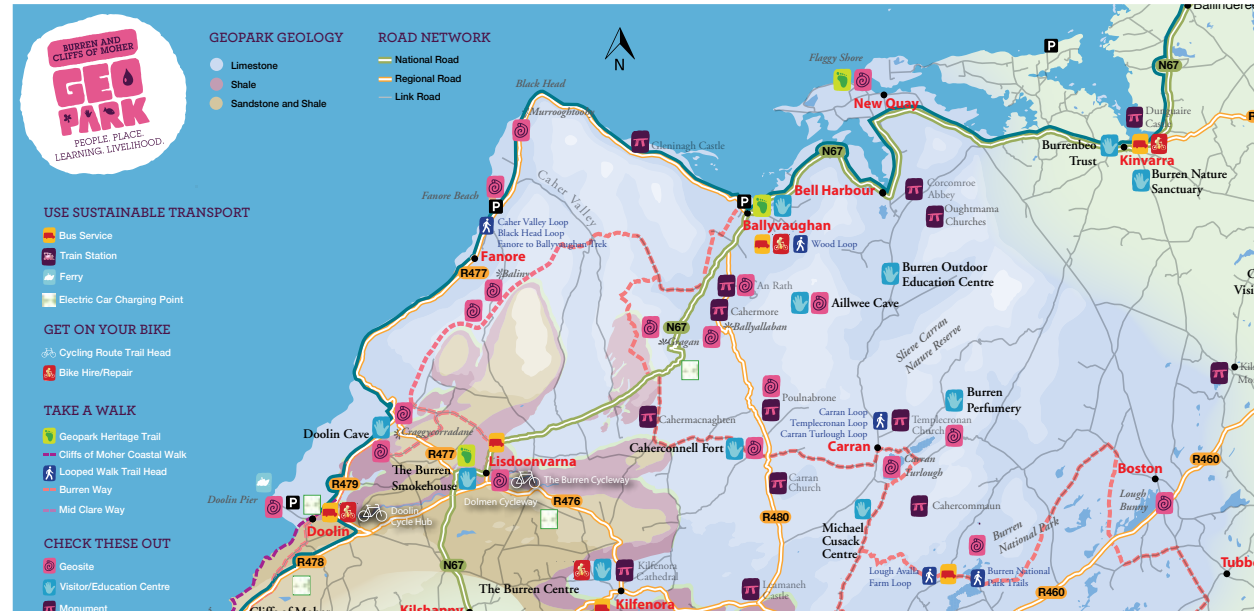 BURREN AND
CLIFFS OF MOHER
GEO
PARK
PEOPLE. PLACE.
LEARNING. LIVELIHOOD.
GEOPARK GEOLOGY
Limestone
Shale
Sandstone and Shale
ROAD NETWORK
National Road
Regional Road
Link Road
N
USE SUSTAINABLE TRANSPORT
Bus Service
Train Station
Ferry
Electric Car Charging Point
GET ON YOUR BIKE
Cycling Route Trail Head
Bike Hire/Repair
TAKE A WALK
Geopark Heritage Trail
Cliffs of Moher Coastal Walk
Looped Walk Trail Head
Burren Way
Mid Clare Way
CHECK THESE OUT
Geosite
Visitor/Education Centre
Monument
Ballindere
P
N67
Flaggy Shore
New Quay
Black Head
Murrooghtoohy
Gleninagh Castle
Dunguaire
Castle
Burrenbeo
Trust
Kinvarra
Burren Nature
Sanctuary
N67
Bell Harbour
Corcomroe
Abbey
Oughtmama
Churches
Caher Valley
Fanore Beach
P
P
Caher Valley Loop
Black Head Loop
Fanore to Ballyvaughan Trek
Ballyvaughan
Wood Loop
Fanore
R477
Baliny
Burren Outdoor
Education Centre
An Rath
Aillwee Cave
Cahermore
Ballyallaban
N67
Gragan
Slieve Carran
Nature Reserve
Poulnabrone
Burren
Perfumery
Carran Loop
Templecronan Loop
Carran Turlough Loop
Templecronan
Church
Cahermacnaghten
Caherconnell Fort
Carran
Carran
Turlough
Doolin Cave
Craggycorradane
R477
Lisdoonvarna
The Burren
Smokehouse
The Burren Cycleway
Dolmen Cycleway
R476
R479
Doolin Pier
P
Doolin
Cycle Hub
Doolin
R478
N67
Carran
Church
R480
Cahercommaun
Michael
Cusack
Centre
Burren
National Park
Boston
Lough
Bunny
R460
Lough Avalla
Farm Loop
Burren National
Park Trails
R460
Tubb
The Burren Centre
Kilfenora
Cathedral
Kilfenora
Leamaneh
Castle
Cliffs of Moher
Kilshanny